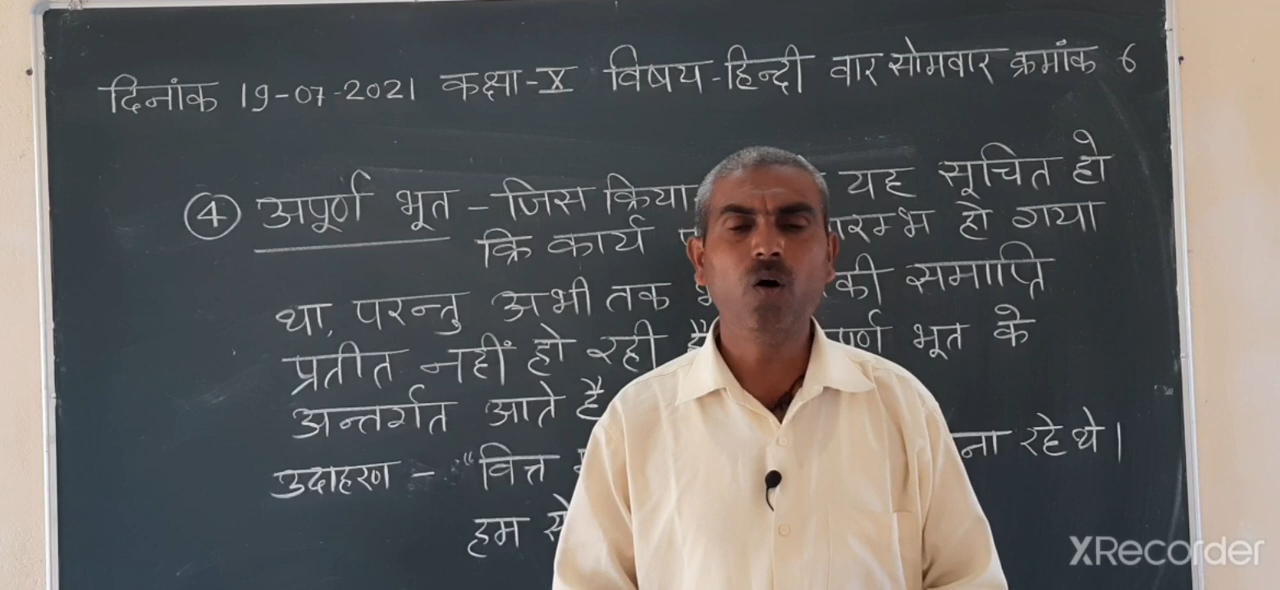 दिनांक 19-07-2021 कक्षा-X विषय-हिन्दी वार सोमवार क्रमांक 6
④ अपूर्ण भूत - जिस क्रिया यह सूचित हो
कि कार्य हो गया
था, परन्तु अभी तक समाप्ति
प्रतीत नहीं हो रही भूत के
अन्तर्गत आते है
उदाहरण - "वित्त रहे थे।
हम
XRecorder